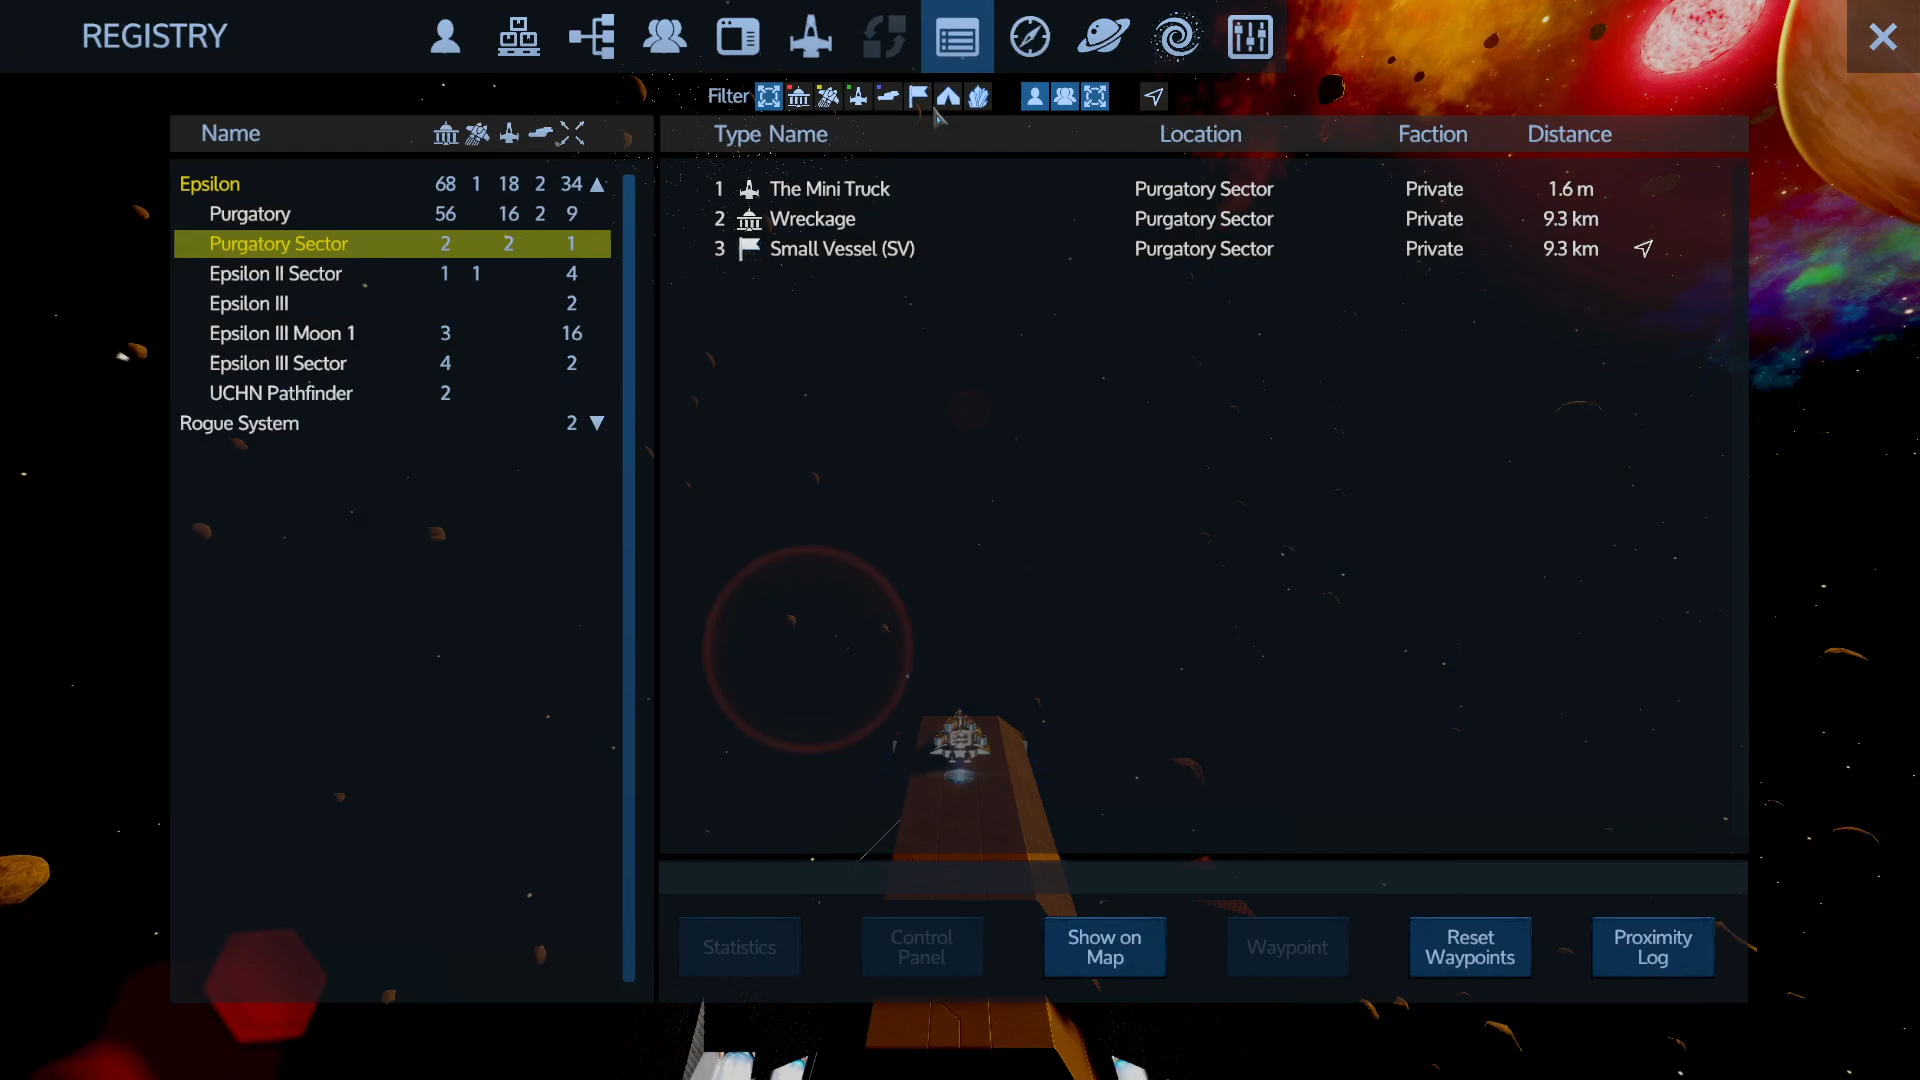 REGISTRY
Filter
Name
Type Name Location Faction Distance
Epsilon 68 1 18 2 34
Purgatory 56 16 2 9
Purgatory Sector 2 2 1
Epsilon II Sector 1 1 4
Epsilon III 2
Epsilon III Moon 1 3 16
Epsilon III Sector 4 2
UCHN Pathfinder 2
Rogue System 2
1 The Mini Truck Purgatory Sector Private 1.6 m
2 Wreckage Purgatory Sector Private 9.3 km
3 Small Vessel (SV) Purgatory Sector Private 9.3 km
Statistics
Control
Panel
Show on
Map
Waypoint
Reset
Waypoints
Proximity
Log